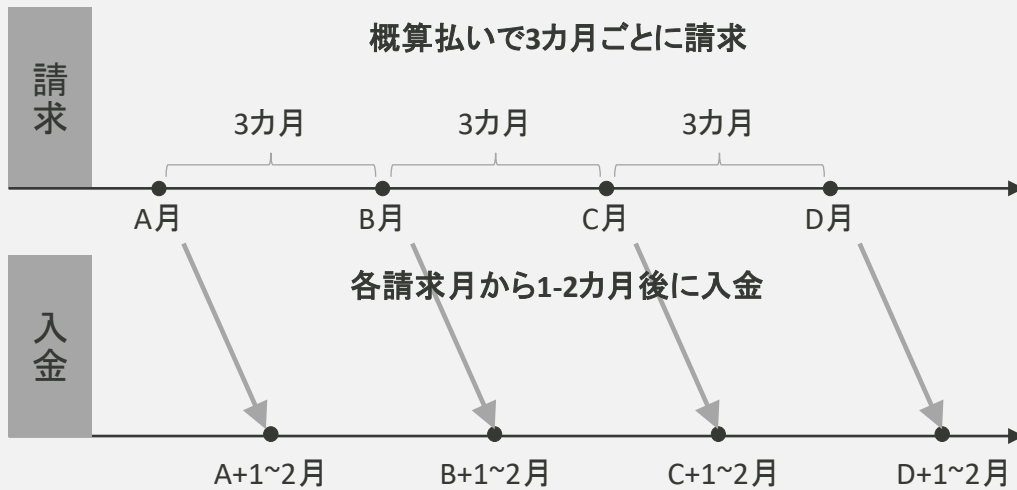 概算払いで3カ月ごとに請求
請求
3カ月 3カ月 3カ月
A月 B月 C月 D月
各請求月から1-2カ月後に入金
入金
A+1~2月 B+1~2月 C+1~2月 D+1~2月